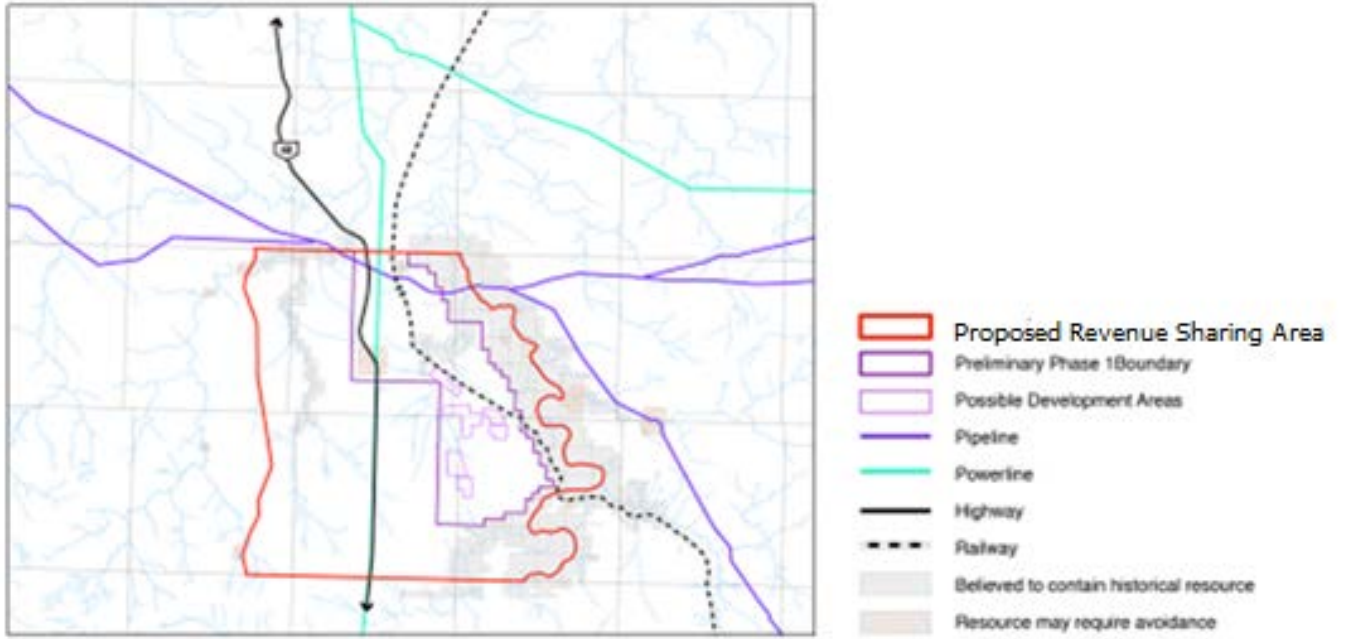 Proposed Revenue Sharing Area
Preliminary Phase 1Boundary
Possible Development Areas
Pipeline
Powerline
Highway
Railway
Believed to contain historical resource
Resource may require avoidance